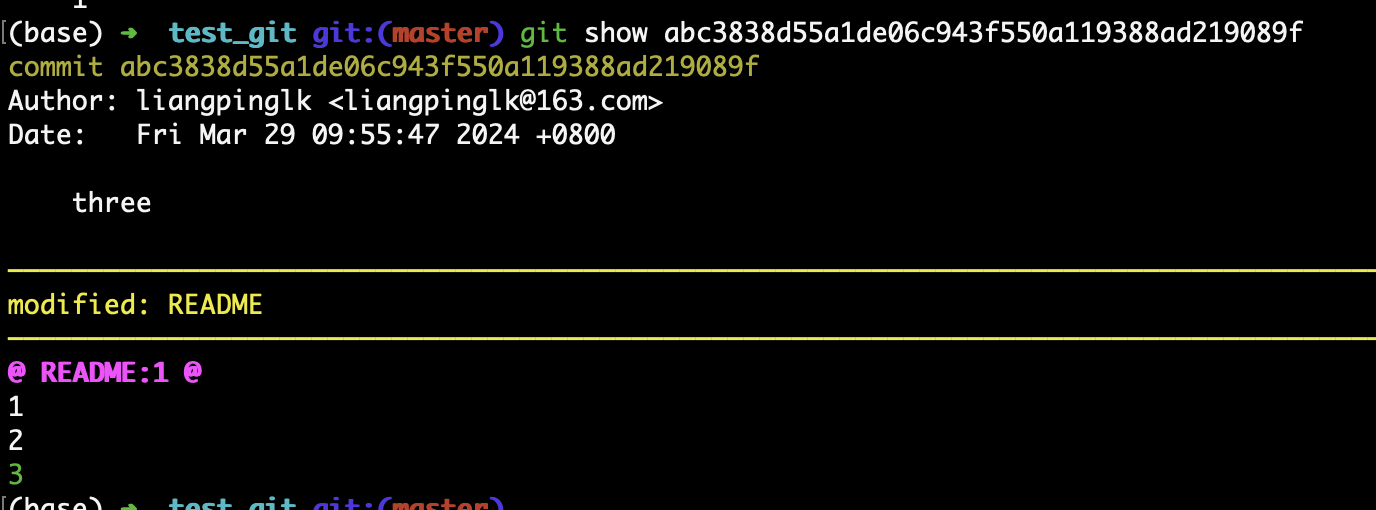 (base) ➜  test_git git:(master) git show abc3838d55a1de06c943f550a119388ad219089f
commit abc3838d55a1de06c943f550a119388ad219089f
Author: liangpinglk <liangpinglk@163.com>
Date:   Fri Mar 29 09:55:47 2024 +0800
    three
modified: README
@ README:1 @
1
2
3
(base) ➜  test_git git:(master)